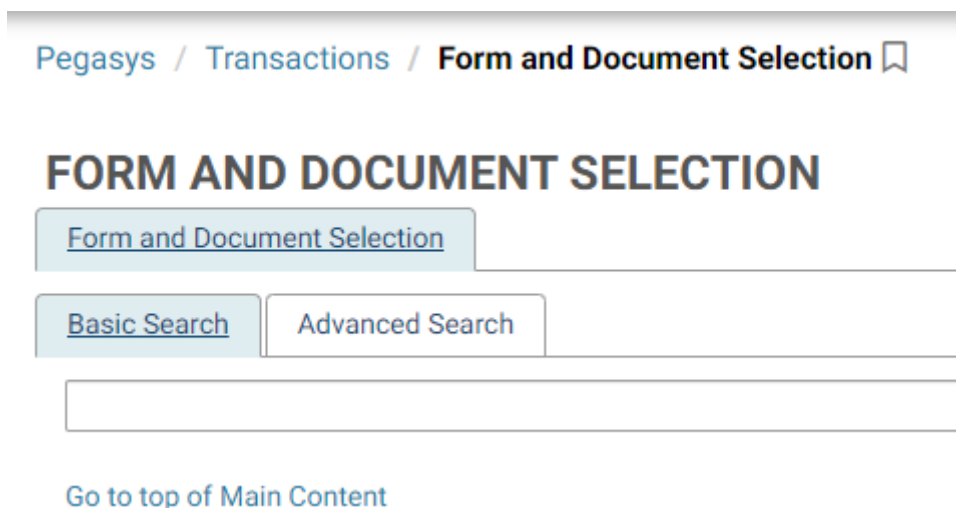 Pegasys / Transactions / Form and Document Selection
FORM AND DOCUMENT SELECTION
Form and Document Selection
Basic Search Advanced Search
Go to top of Main Content